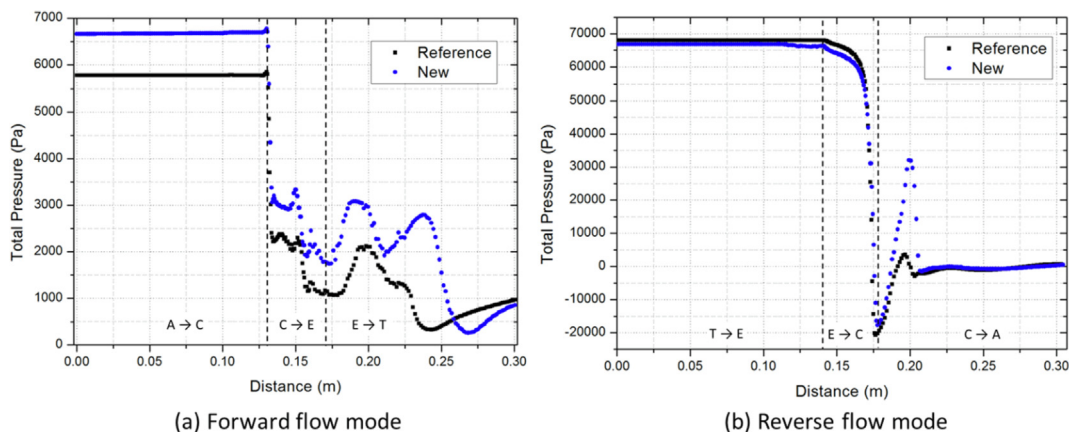 7000
6000
5000
4000
3000
2000
1000
0
Total Pressure (Pa)
Reference
New
A → C
C → E
E → T
0.00 0.05 0.10 0.15 0.20 0.25 0.30
Distance (m)
(a) Forward flow mode
70000
60000
50000
40000
30000
20000
10000
0
-10000
-20000
Total Pressure (Pa)
Reference
New
T → E
E → C
C → A
0.00 0.05 0.10 0.15 0.20 0.25 0.30
Distance (m)
(b) Reverse flow mode